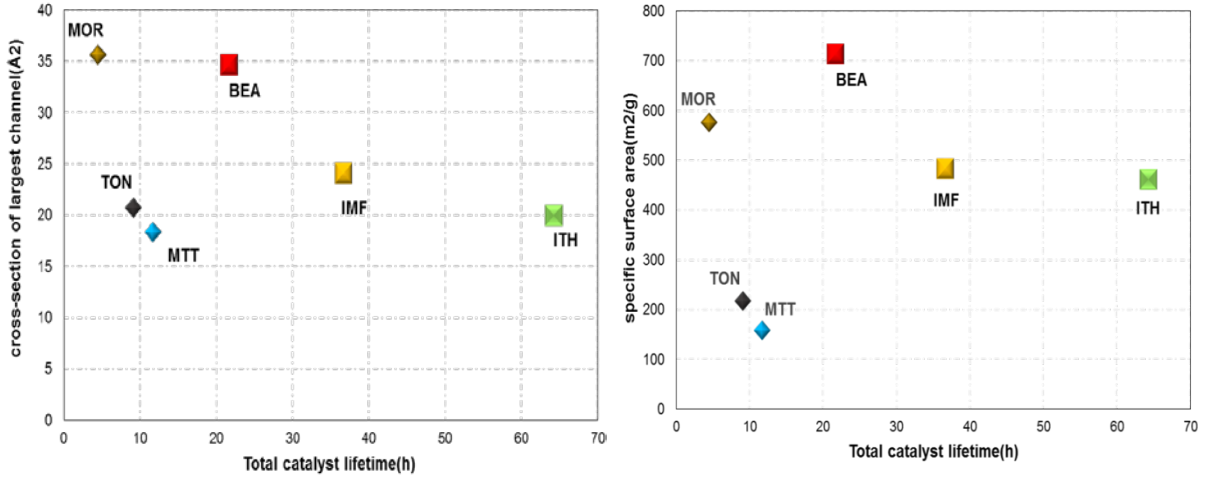 cross-section of largest channel(Å2)
40
35
30
25
20
15
10
5
0
MOR
BEA
TON
IMF
MTT
ITH
0 10 20 30 40 50 60 70
Total catalyst lifetime(h)
specific surface area(m2/g)
800
700
600
500
400
300
200
100
0
BEA
MOR
IMF
ITH
TON
MTT
0 10 20 30 40 50 60 70
Total catalyst lifetime(h)